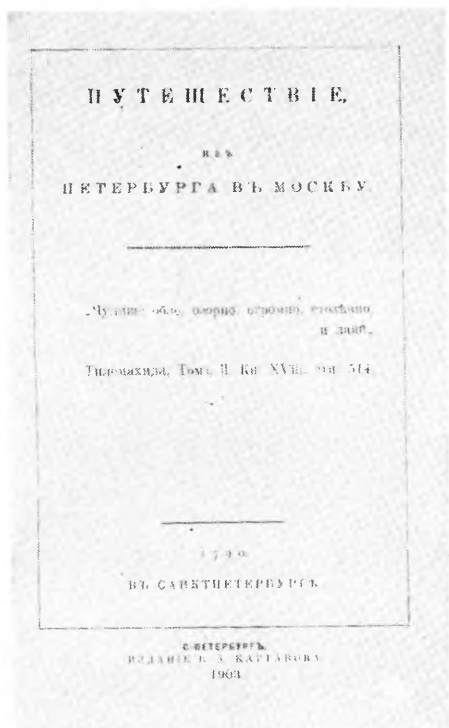 ПУТЕШЕСТВІЕ,
ИЗЪ
ПЕТЕРБУРГА ВЪ МОСКВУ.
„Чудище обло, озорно, огромно, стозѣвно,
и лаяй„
Тилемахида, Томъ II. Кн. XVIII. сти. 514.
1790.
ВЪ САНКТПЕТЕРБУРГѢ.
С.-ПЕТЕРБУРГЪ.
ИЗДАНІЕ А. КАРТАВОВА
1903